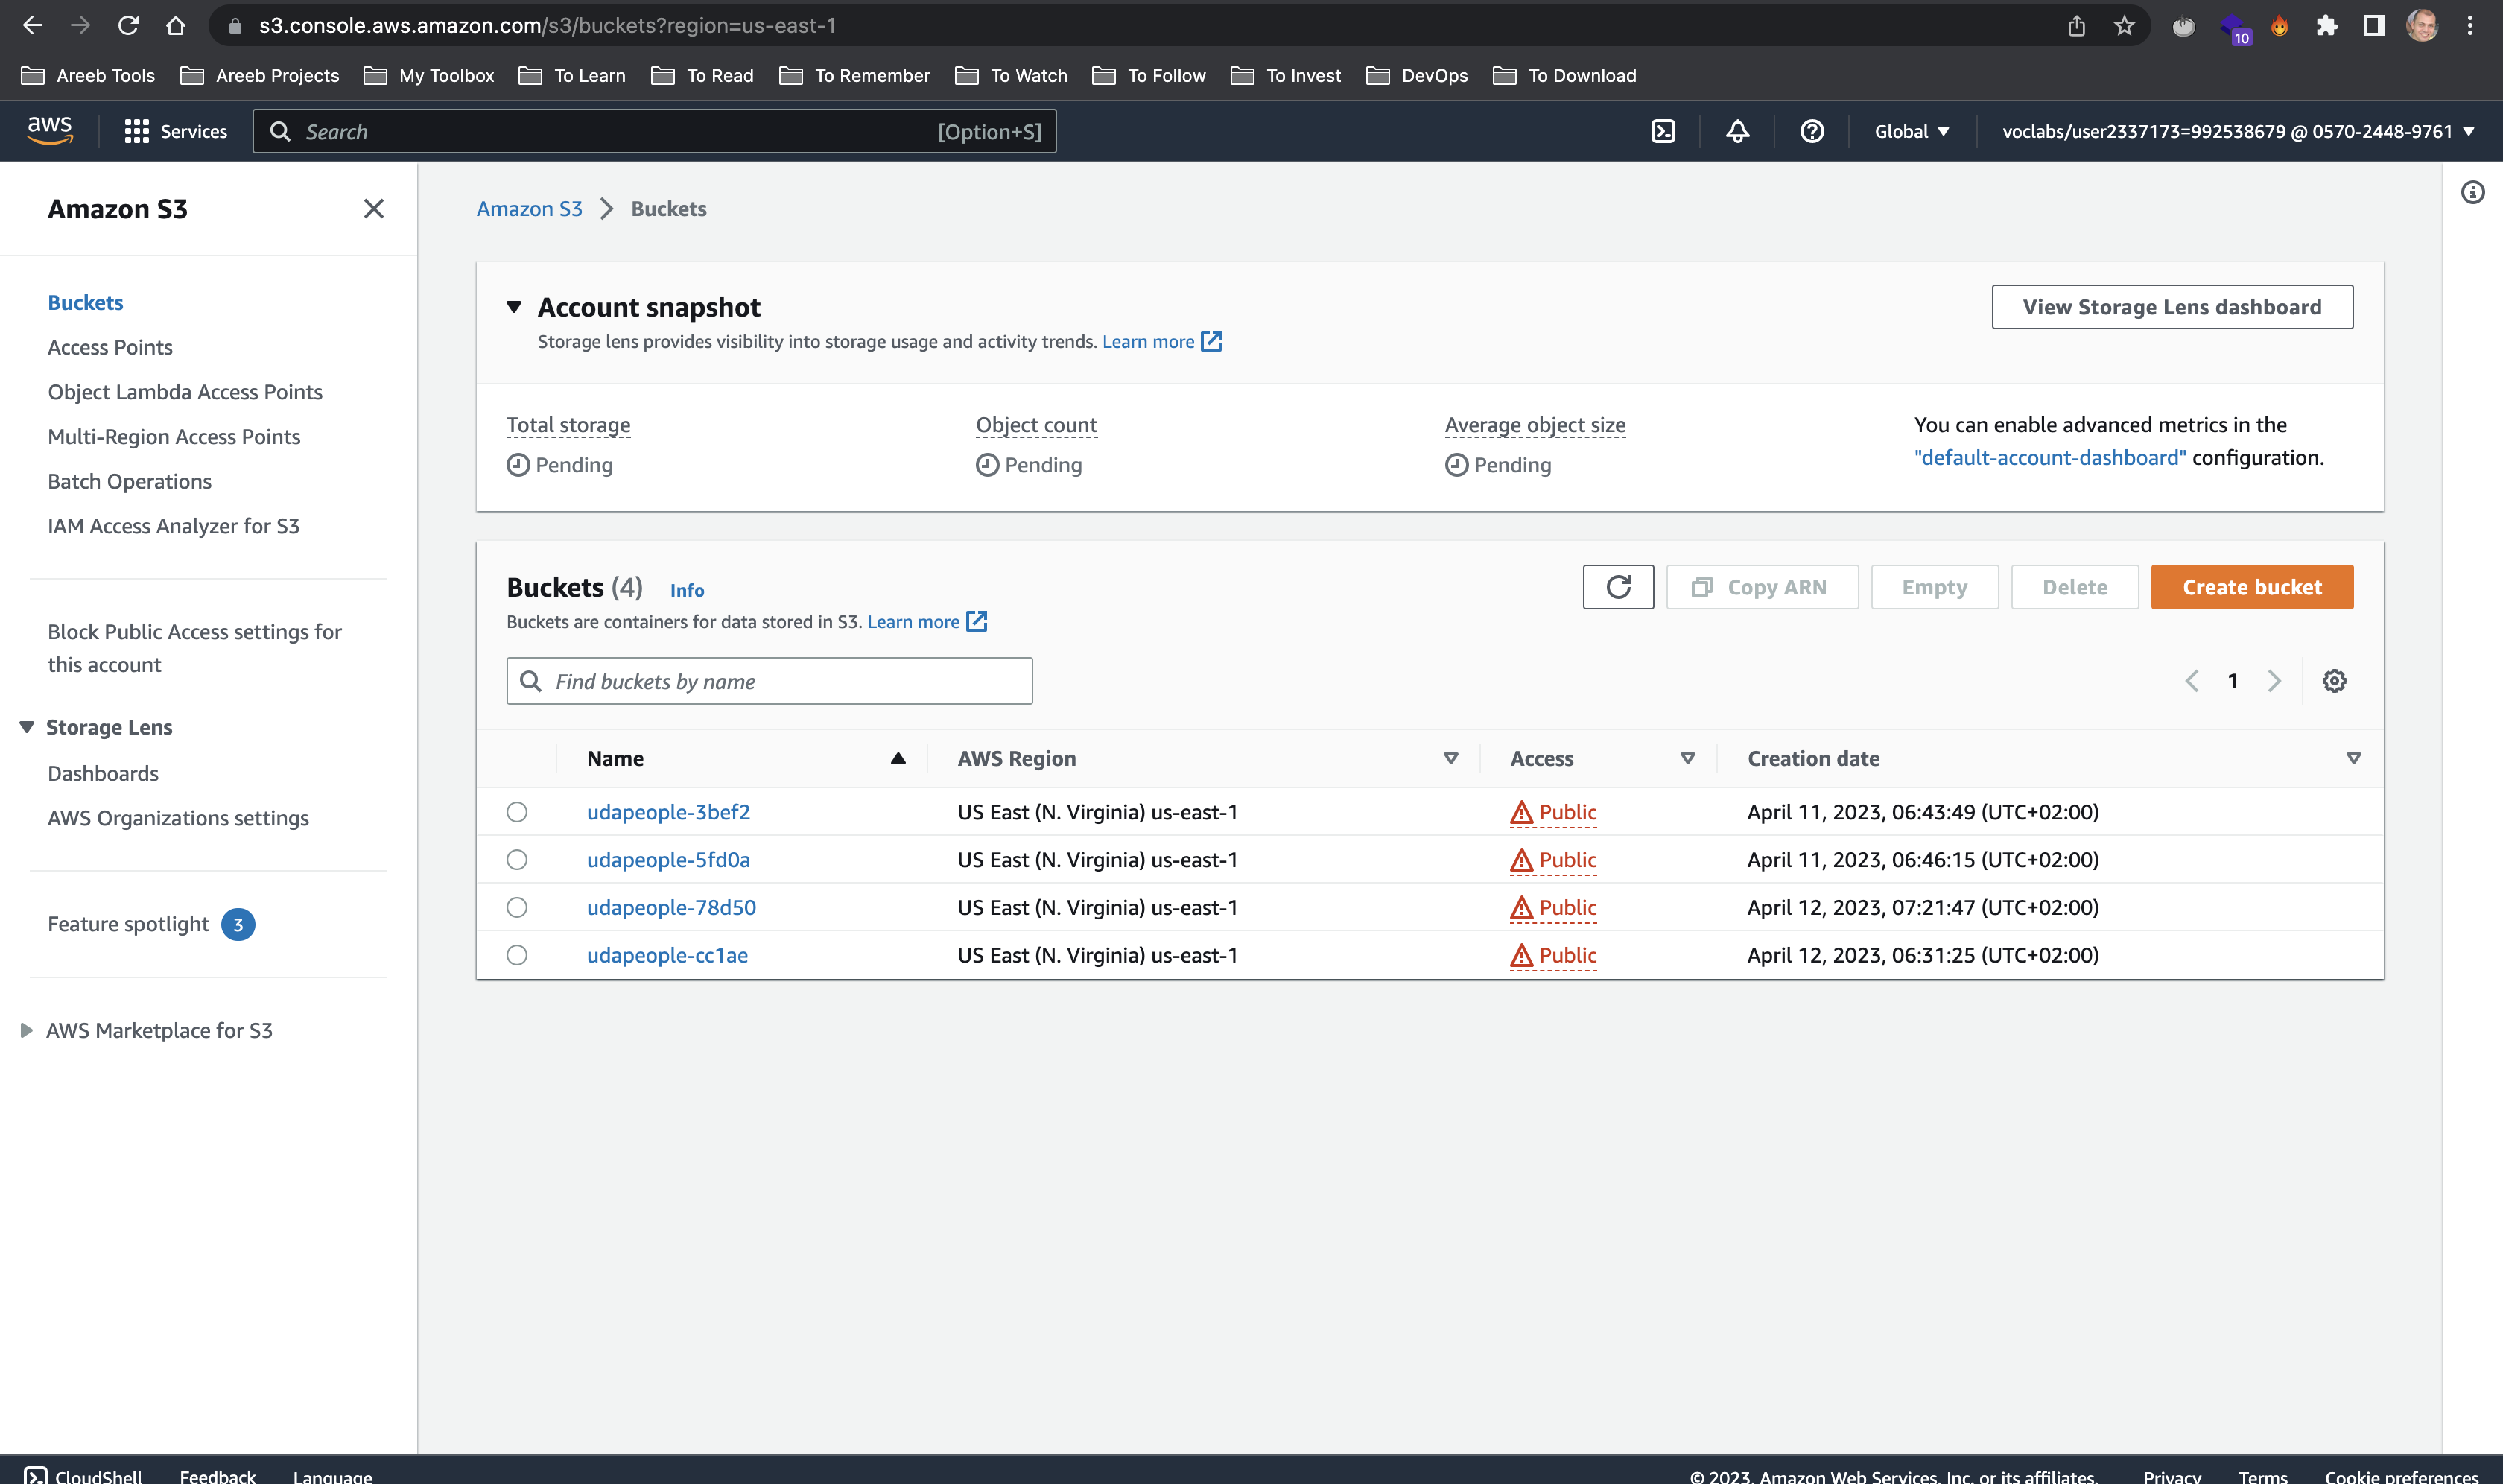 s3.console.aws.amazon.com/s3/buckets?region=us-east-1
10
Areeb Tools Areeb Projects My Toolbox To Learn To Read To Remember To Watch To Follow To Invest DevOps To Download
aws Services Search [Option+S] Global voclabs/user2337173=992538679 @ 0570-2448-9761
Amazon S3
Buckets
Access Points
Object Lambda Access Points
Multi-Region Access Points
Batch Operations
IAM Access Analyzer for S3
Block Public Access settings for
this account
Storage Lens
Dashboards
AWS Organizations settings
Feature spotlight 3
AWS Marketplace for S3
Amazon S3 Buckets
Account snapshot
View Storage Lens dashboard
Storage lens provides visibility into storage usage and activity trends. Learn more
Total storage
Pending
Object count
Pending
Average object size
Pending
You can enable advanced metrics in the
"default-account-dashboard" configuration.
Buckets (4) Info
Copy ARN Empty Delete Create bucket
Buckets are containers for data stored in S3. Learn more
Find buckets by name
1
Name AWS Region Access Creation date
udapeople-3bef2 US East (N. Virginia) us-east-1 Public April 11, 2023, 06:43:49 (UTC+02:00)
udapeople-5fd0a US East (N. Virginia) us-east-1 Public April 11, 2023, 06:46:15 (UTC+02:00)
udapeople-78d50 US East (N. Virginia) us-east-1 Public April 12, 2023, 07:21:47 (UTC+02:00)
udapeople-cc1ae US East (N. Virginia) us-east-1 Public April 12, 2023, 06:31:25 (UTC+02:00)
CloudShell Feedback Language © 2023, Amazon Web Services, Inc. or its affiliates. Privacy Terms Cookie preferences